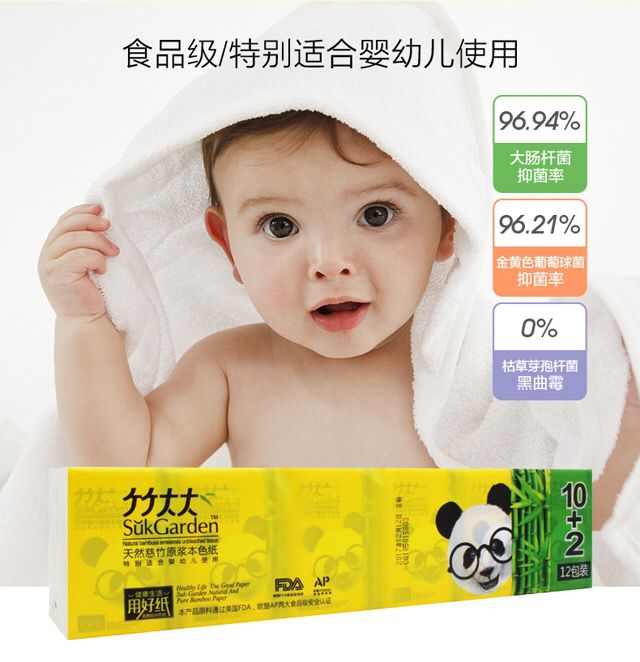 食品级/特别适合婴幼儿使用
96.94%
大肠杆菌
抑菌率
96.21%
金黄色葡萄球菌
抑菌率
0%
枯草芽孢杆菌
黑曲霉
竹太太
SükGarden™
Natural bambusa emeiensis unbleached tissue
天然慈竹原浆本色纸
特别适合婴幼儿使用
健康生活
用好纸
Healthy Life Use Good Paper
Suk-Garden Natural And
Pure Bamboo Paper
FDA
AP
本产品原料通过美国FDA，欧盟AP两大食品级安全认证
10
+
2
12包装